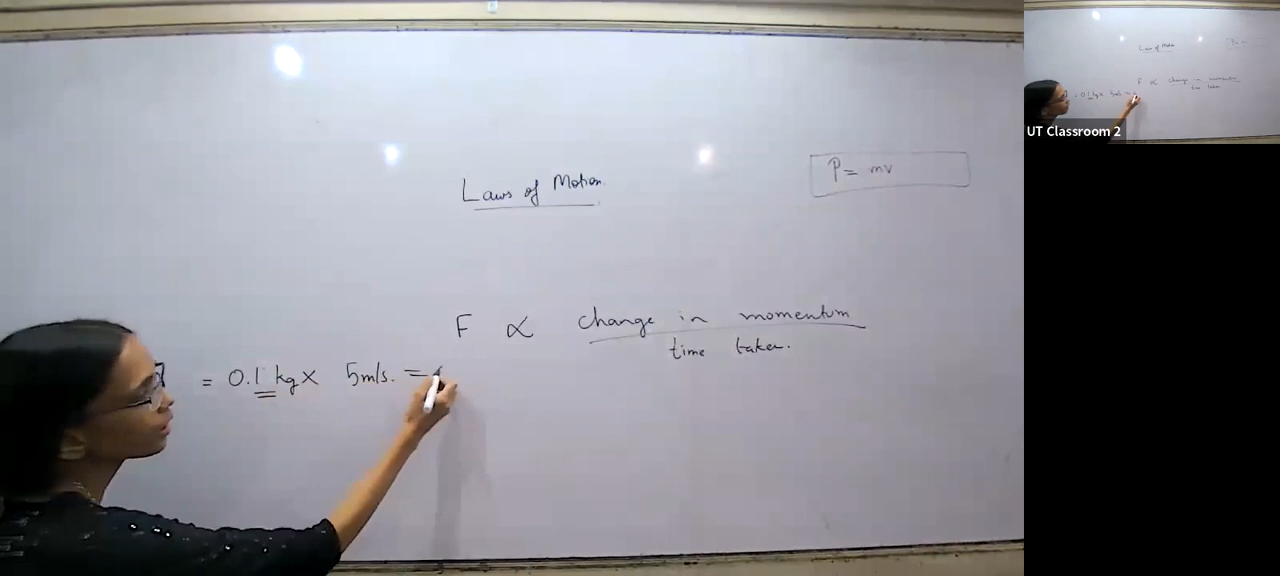 Laws of Motion.
P = mv
F ∝ change in momentum
time taken.
= 0.1 kg x 5m/s. =
UT Classroom 2